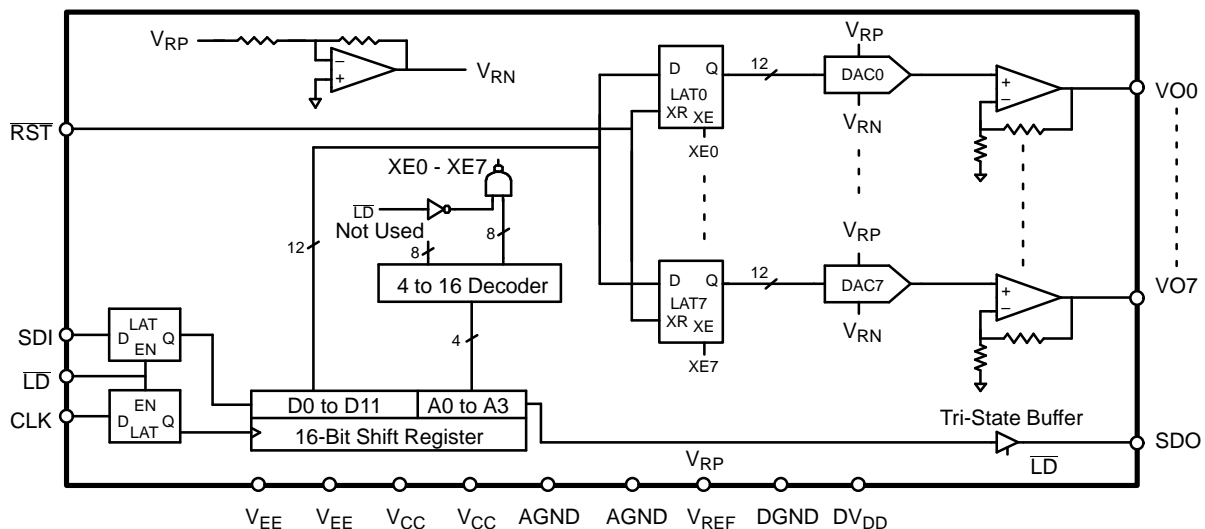 VRP
VRN
RST
XE0 - XE7
LD
Not Used
8
8
12
4 to 16 Decoder
4
SDI
LD
CLK
LAT
D Q
EN
EN
D Q
LAT
D0 to D11
A0 to A3
16-Bit Shift Register
D Q
LAT0
XR XE
XE0
12
VRP
DAC0
VRN
+
−
VO0
D Q
LAT7
XR XE
XE7
12
VRP
DAC7
VRN
+
−
VO7
−
+
Tri-State Buffer
LD
SDO
VRP
VEE
VEE
VCC
VCC
AGND
AGND
VREF
DGND
DVDD